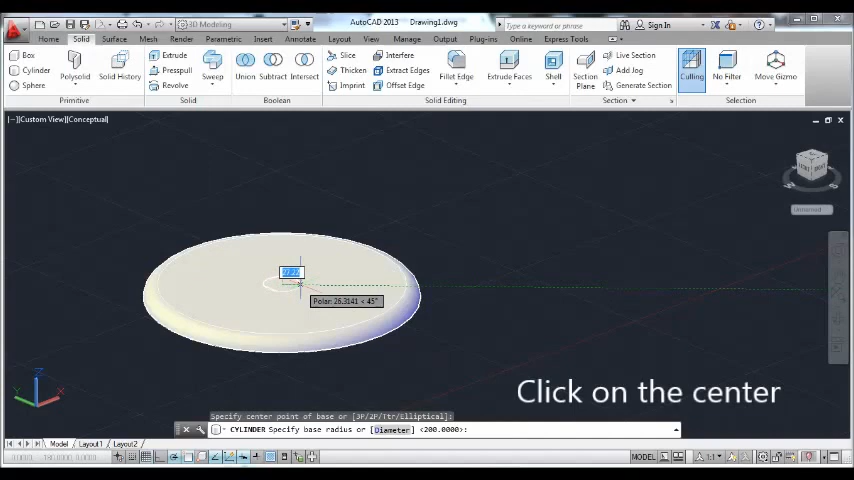 3D Modeling
AutoCAD 2013 Drawing1.dwg
Type a keyword or phrase
Sign In
Home Solid Surface Mesh Render Parametric Insert Annotate Layout View Manage Output Plug-ins Online Express Tools
Box
Cylinder
Sphere
Polysolid
Solid History
Extrude
Presspull
Revolve
Sweep
Union Subtract Intersect
Slice
Thicken
Imprint
Interfere
Extract Edges
Offset Edge
Fillet Edge
Extrude Faces
Shell
Section
Plane
Live Section
Add Jog
Generate Section
Culling
No Filter
Move Gizmo
Primitive Solid Boolean Solid Editing Section Selection
[−][Custom View][Conceptual]
Unnamed
Polar: 26.3141 < 45°
Click on the center
Z
Y
X
Specify center point of base or [3P/2P/Ttr/Elliptical]:
CYLINDER Specify base radius or [Diameter] <200.0000>:
Model Layout1 Layout2
MODEL
1:1